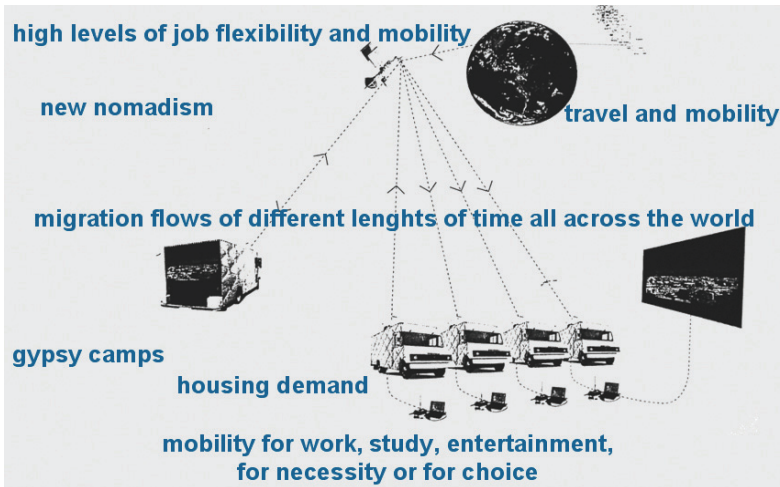 high levels of job flexibility and mobility
new nomadism
travel and mobility
migration flows of different lenghts of time all across the world
gypsy camps
housing demand
mobility for work, study, entertainment,
for necessity or for choice